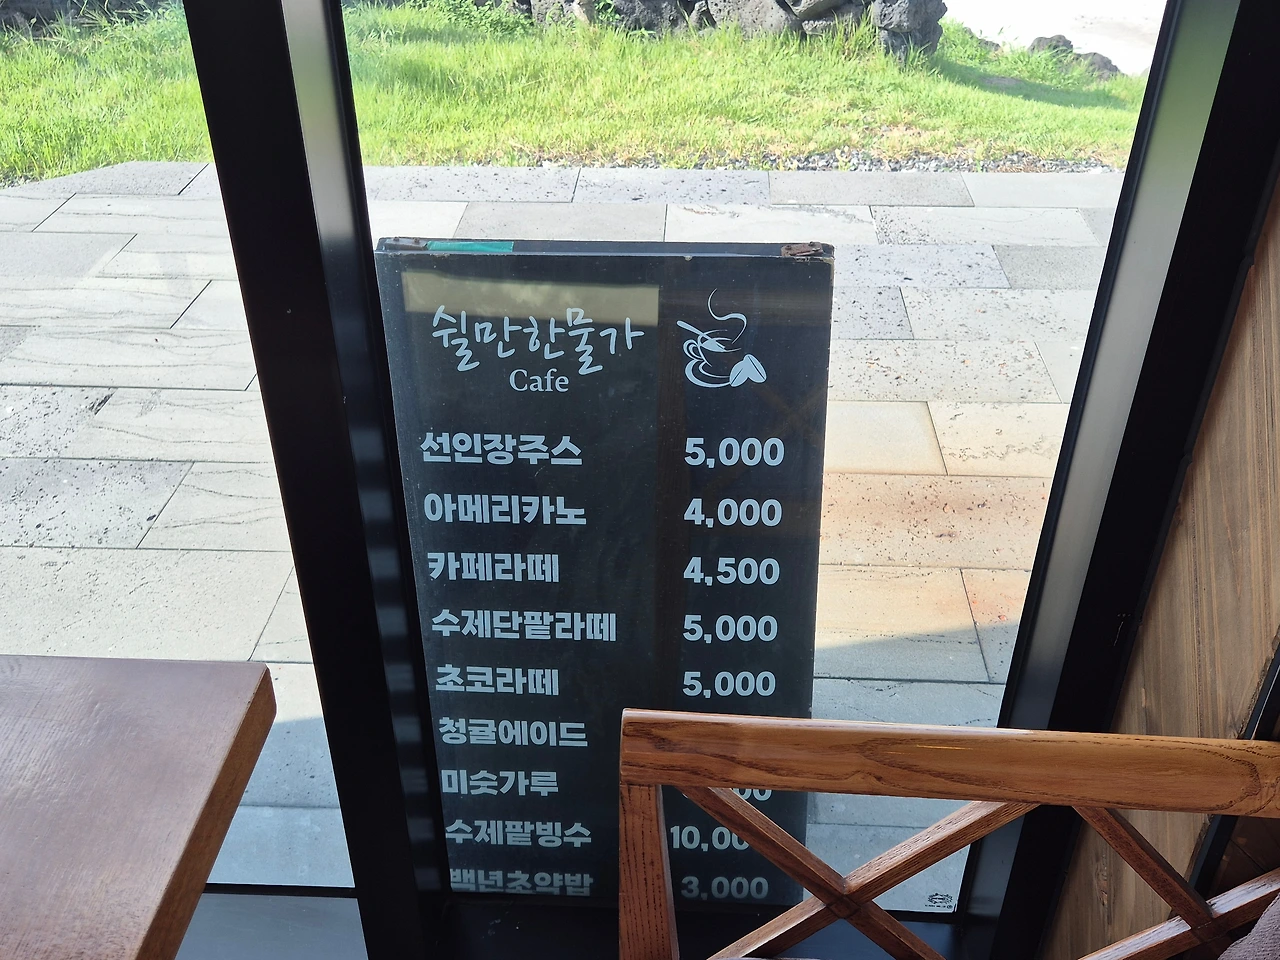 쉴만한물가
Cafe
선인장주스 5,000
아메리카노 4,000
카페라떼 4,500
수제단팥라떼 5,000
초코라떼 5,000
청귤에이드
미숫가루
수제팥빙수
백년초약밥 3,000